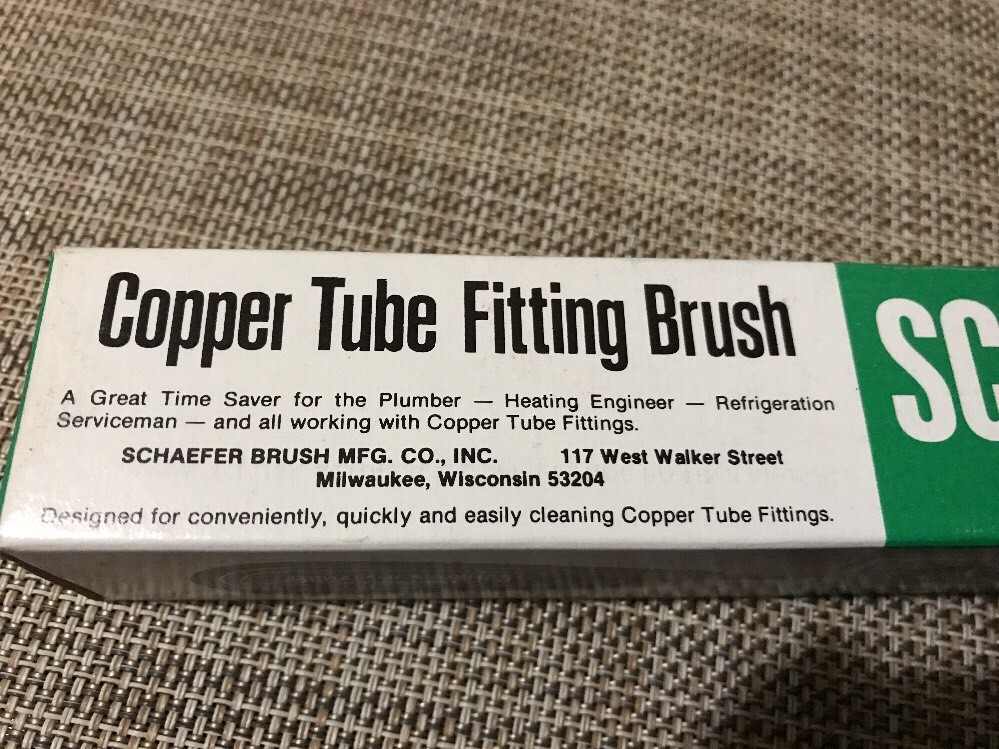 Copper Tube Fitting Brush
A Great Time Saver for the Plumber — Heating Engineer — Refrigeration
Serviceman — and all working with Copper Tube Fittings.
SCHAEFER BRUSH MFG. CO., INC. 117 West Walker Street
Milwaukee, Wisconsin 53204
Designed for conveniently, quickly and easily cleaning Copper Tube Fittings.
SC